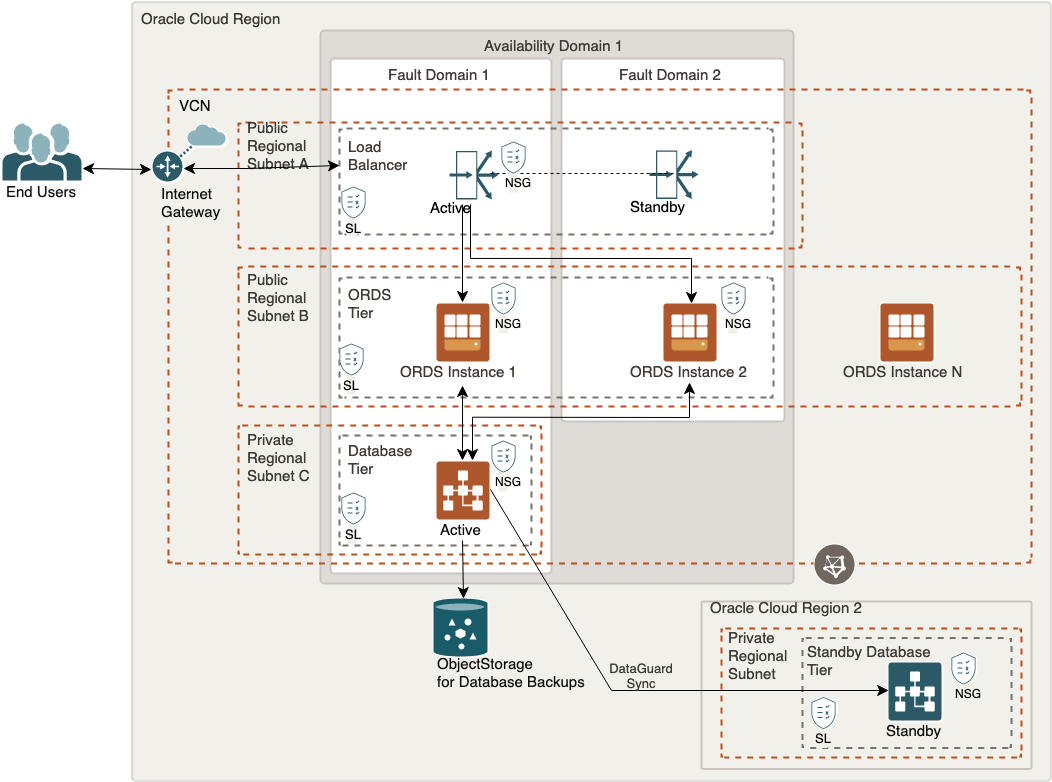 Oracle Cloud Region
Availability Domain 1
Fault Domain 1
Fault Domain 2
VCN
Public
Regional
Subnet A
Load
Balancer
NSG
SL
Active
Standby
End Users
Internet
Gateway
Public
Regional
Subnet B
ORDS
Tier
NSG
NSG
SL
ORDS Instance 1
ORDS Instance 2
ORDS Instance N
Private
Regional
Subnet C
Database
Tier
NSG
SL
Active
ObjectStorage
for Database Backups
DataGuard
Sync
Oracle Cloud Region 2
Private
Regional
Subnet
Standby Database
Tier
NSG
SL
Standby